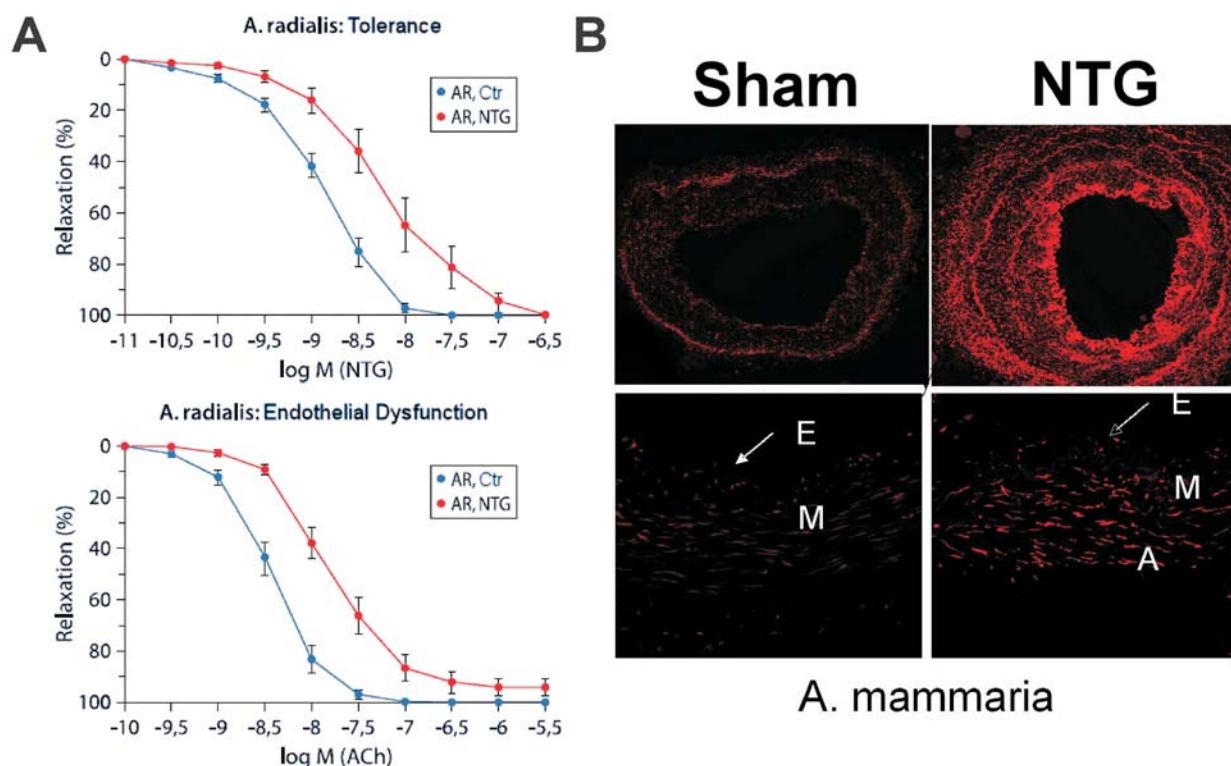 A
A. radialis: Tolerance
Relaxation (%)
0
20
40
60
80
100
AR, Ctr
AR, NTG
-11 -10,5 -10 -9,5 -9 -8,5 -8 -7,5 -7 -6,5
log M (NTG)
A. radialis: Endothelial Dysfunction
Relaxation (%)
0
20
40
60
80
100
AR, Ctr
AR, NTG
-10 -9,5 -9 -8,5 -8 -7,5 -7 -6,5 -6 -5,5
log M (ACh)
B
Sham NTG
E
M
E
M
A
A. mammaria